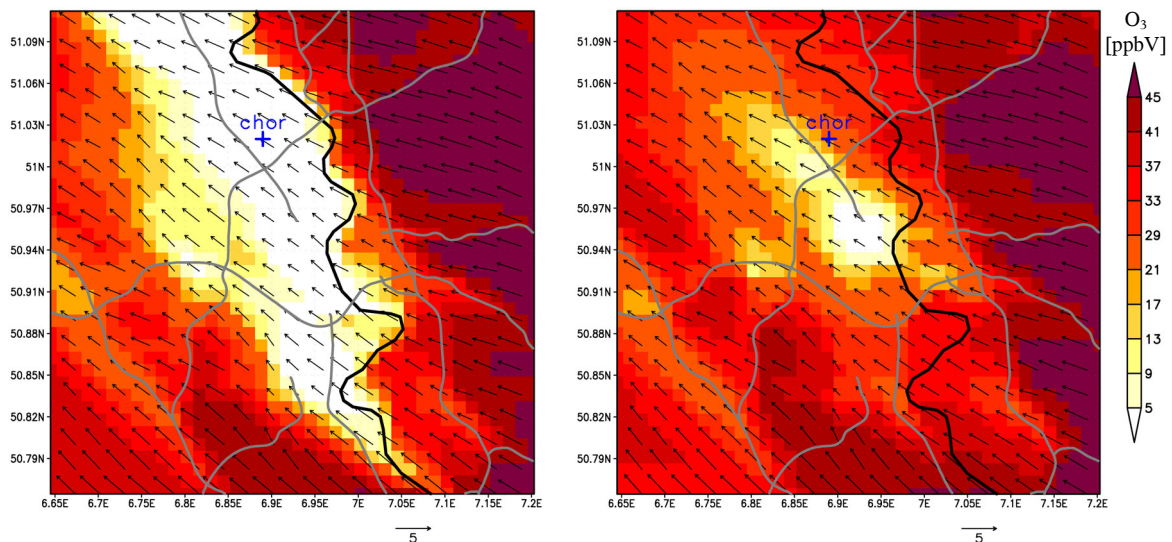 O₃
[ppbV]
51.09N
51.06N
51.03N
51N
50.97N
50.94N
50.91N
50.88N
50.85N
50.82N
50.79N
chor
6.65E 6.7E 6.75E 6.8E 6.85E 6.9E 6.95E 7E 7.05E 7.1E 7.15E 7.2E
5
51.09N
51.06N
51.03N
51N
50.97N
50.94N
50.91N
50.88N
50.85N
50.82N
50.79N
chor
6.65E 6.7E 6.75E 6.8E 6.85E 6.9E 6.95E 7E 7.05E 7.1E 7.15E 7.2E
5
45
41
37
33
29
25
21
17
13
9
5